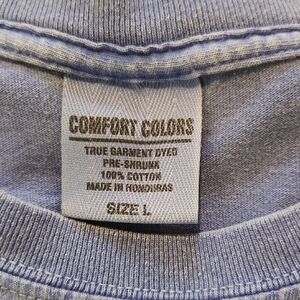 COMFORT COLORS
TRUE GARMENT DYED
PRE-SHRUNK
100% COTTON
MADE IN HONDURAS
SIZE L